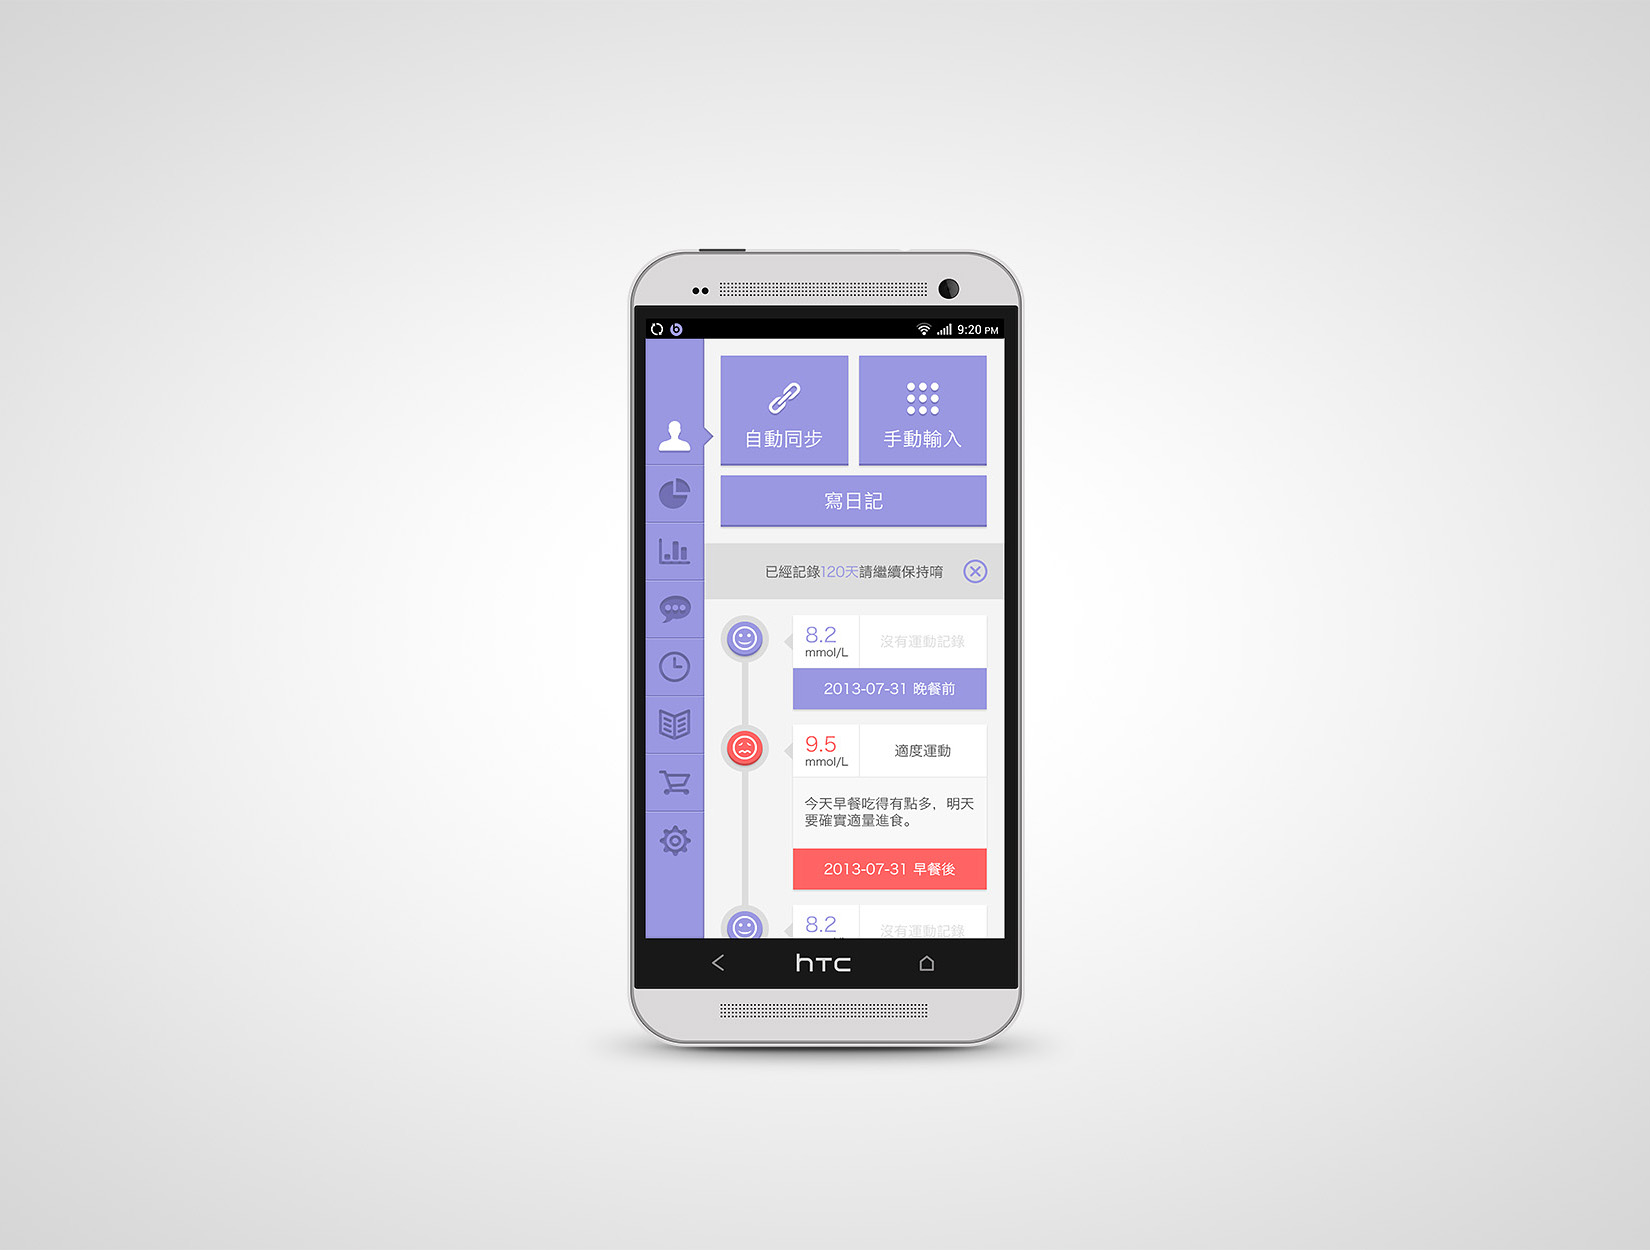 9:20 PM
自動同步
手動輸入
寫日記
已經記錄120天請繼續保持唷
8.2
mmol/L
沒有運動記錄
2013-07-31 晚餐前
9.5
mmol/L
適度運動
今天早餐吃得有點多，明天
要確實適量進食。
2013-07-31 早餐後
8.2
沒有運動記錄
hTC